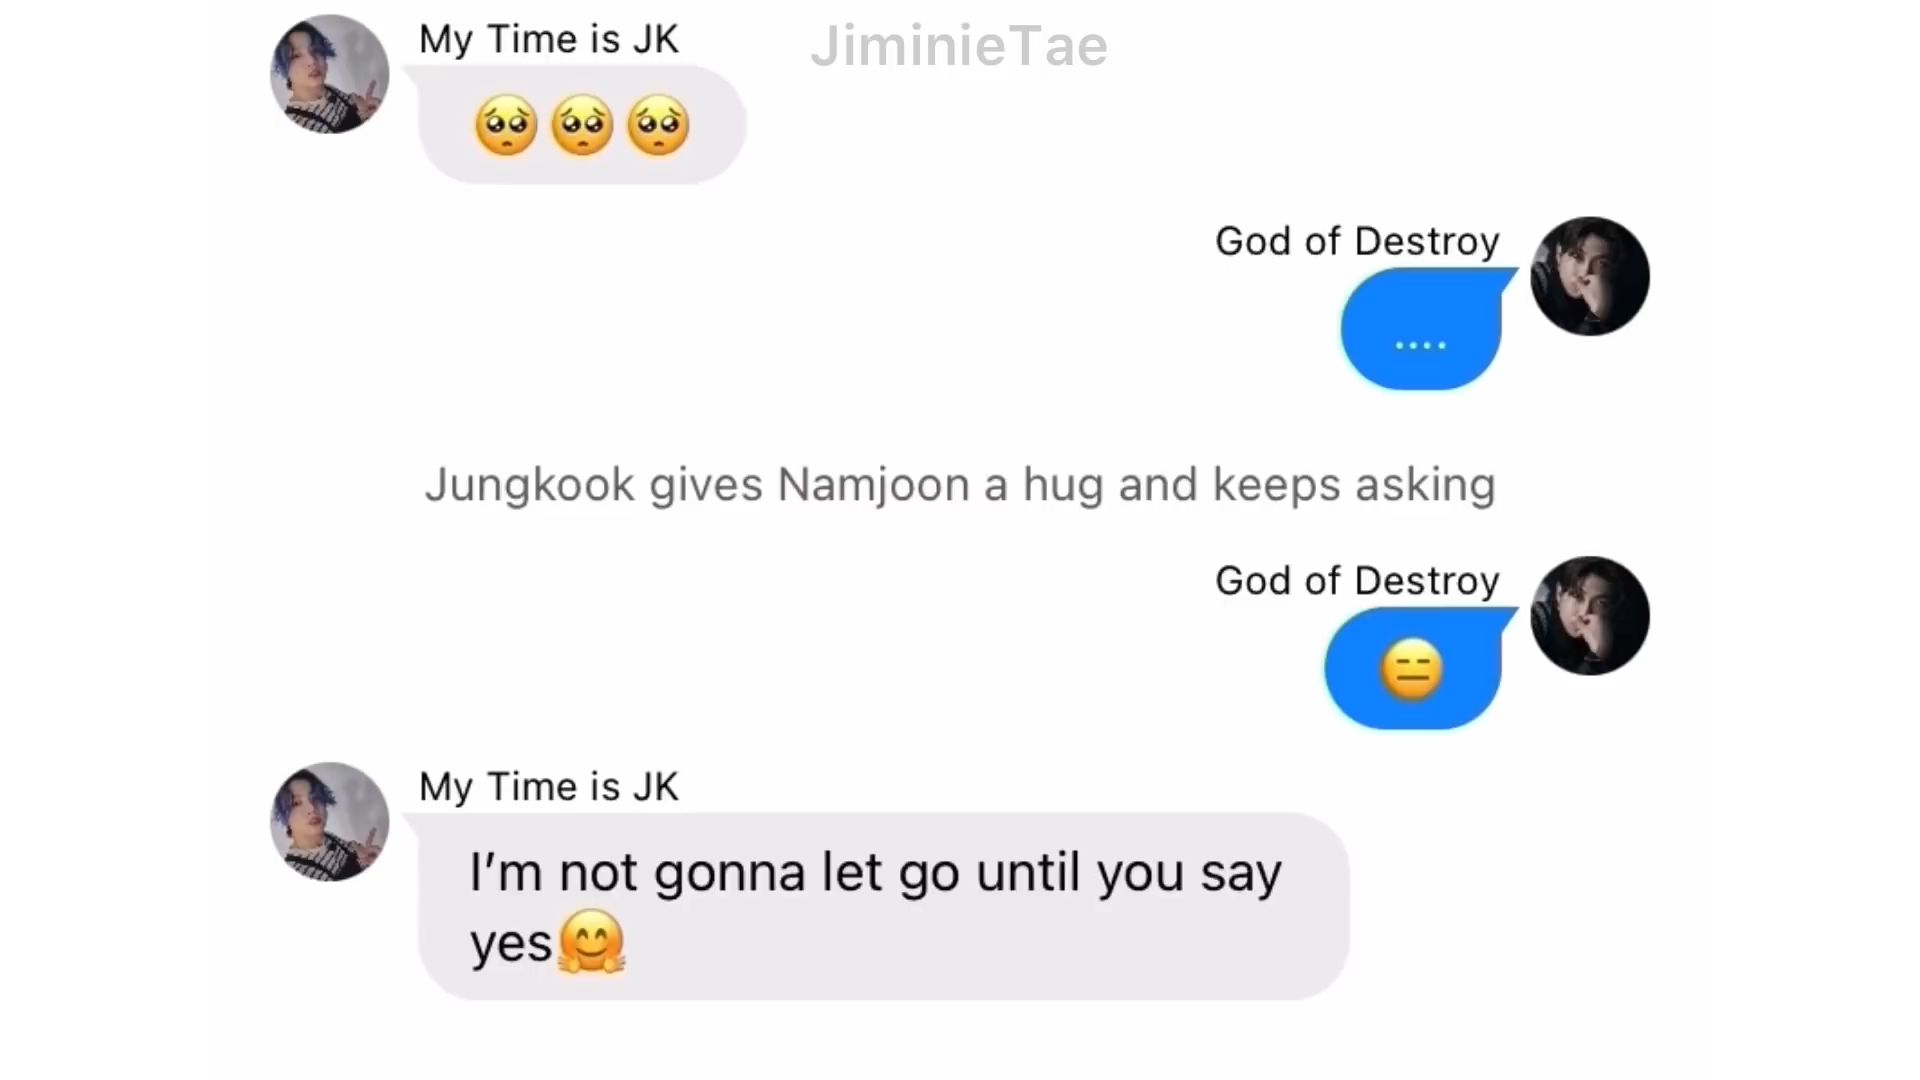 JiminieTae
My Time is JK
🥺🥺🥺
God of Destroy
....
Jungkook gives Namjoon a hug and keeps asking
God of Destroy
😑
My Time is JK
I’m not gonna let go until you say
yes🤗